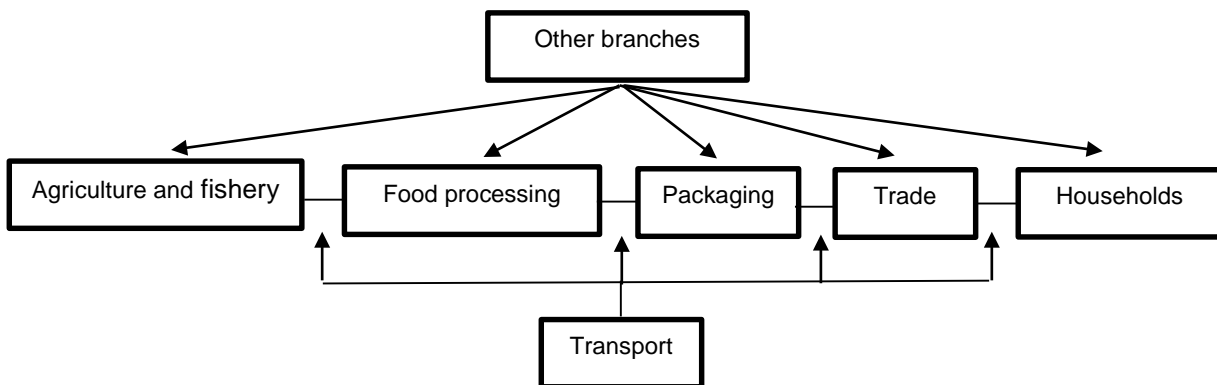 Other branches
Agriculture and fishery
Food processing
Packaging
Trade
Households
Transport